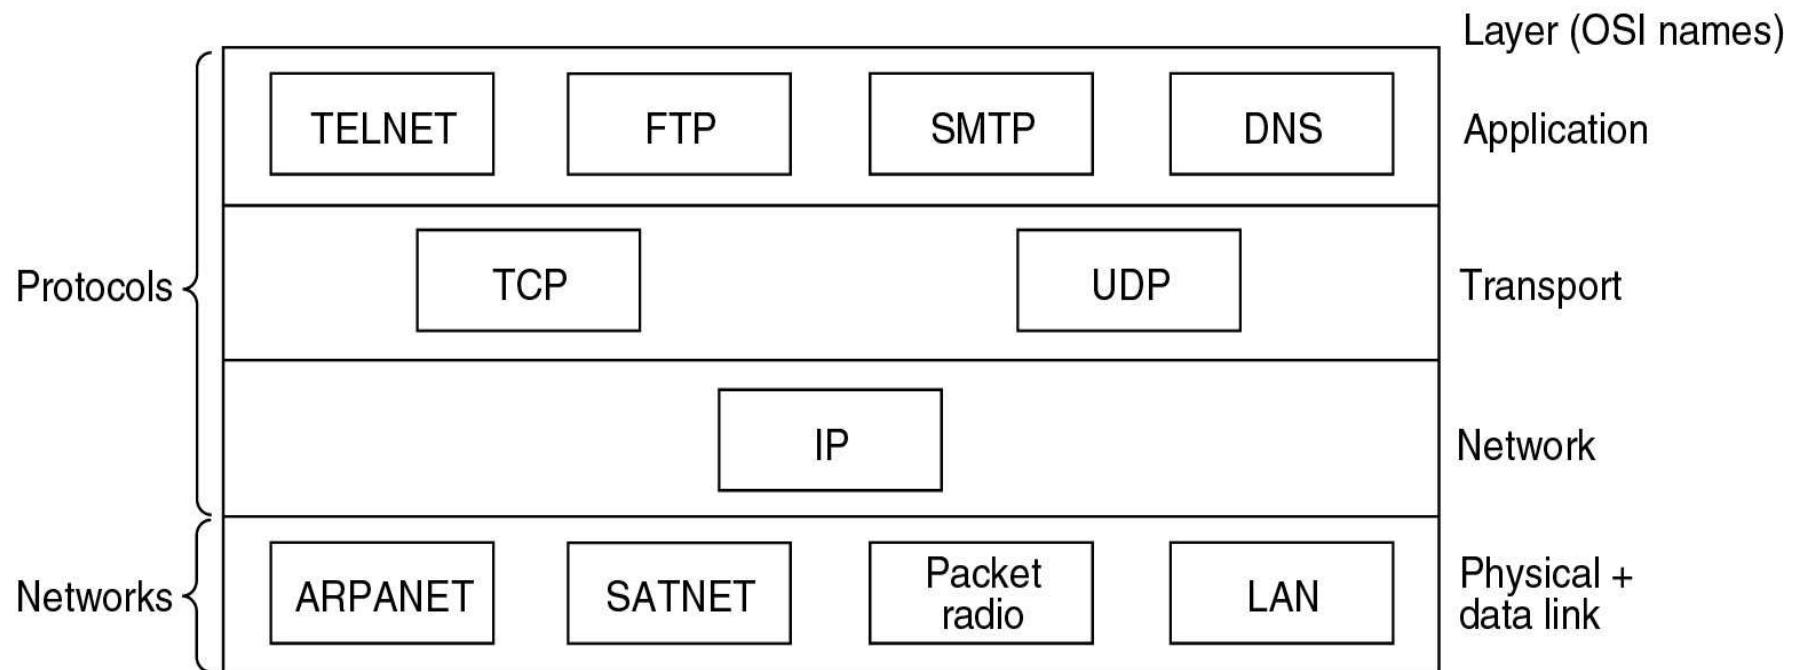 Layer (OSI names)
TELNET FTP SMTP DNS Application
Protocols TCP UDP Transport
IP Network
Networks ARPANET SATNET Packet radio LAN Physical +
data link